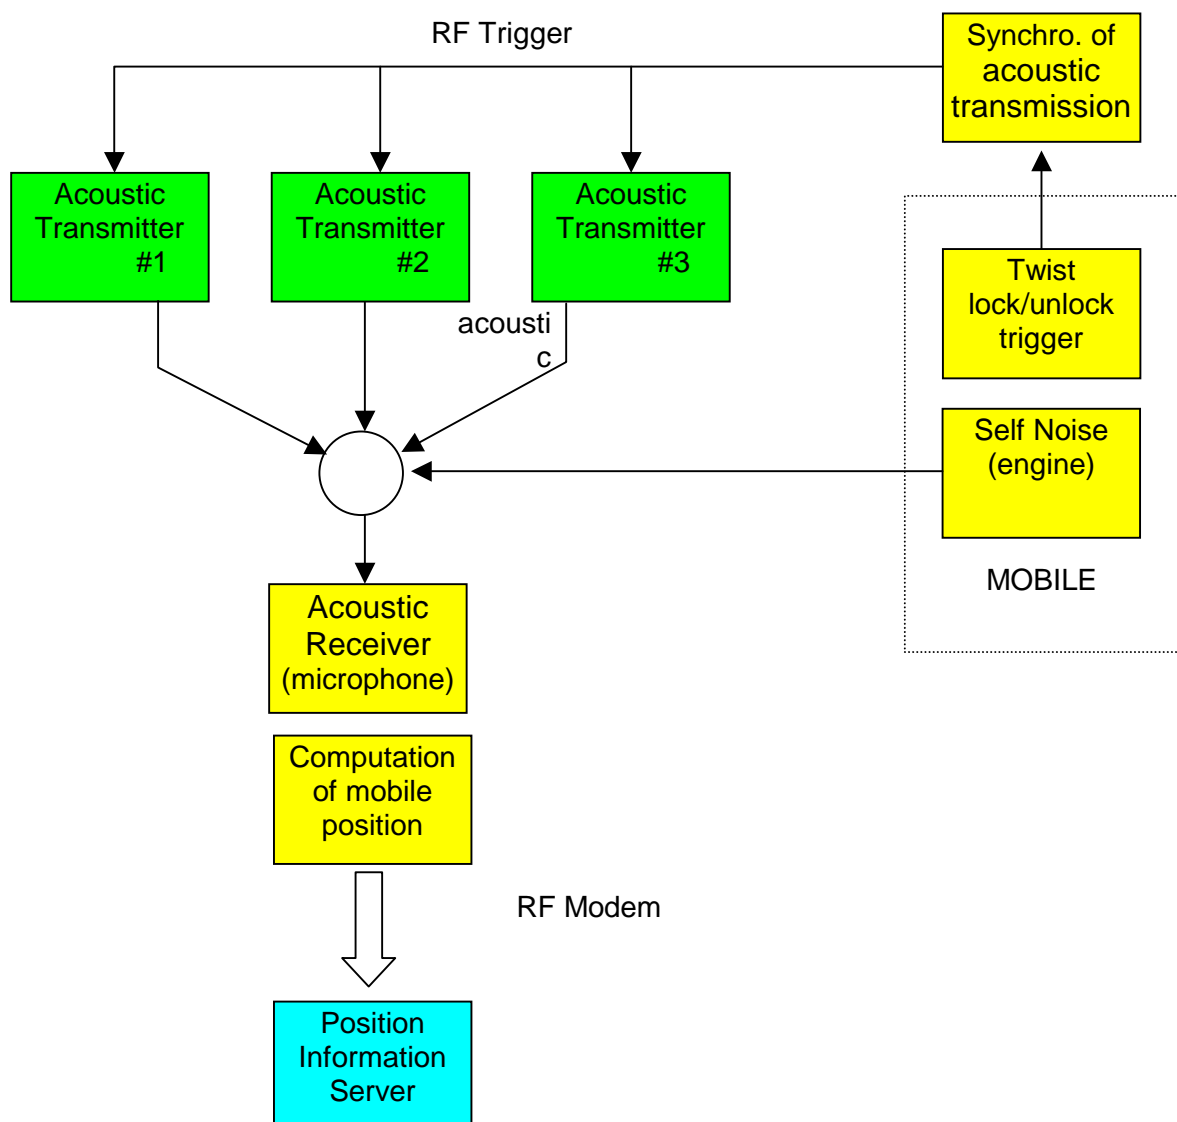 RF Trigger
Synchro. of
acoustic
transmission
Acoustic
Transmitter
#1
Acoustic
Transmitter
#2
Acoustic
Transmitter
#3
Twist
lock/unlock
trigger
acousti
c
Self Noise
(engine)
MOBILE
Acoustic
Receiver
(microphone)
Computation
of mobile
position
RF Modem
Position
Information
Server